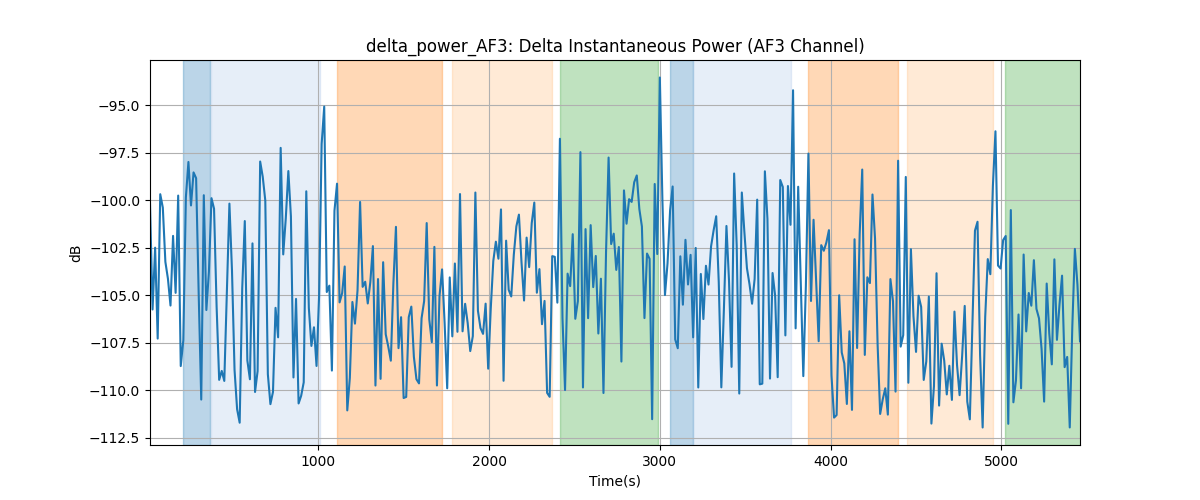 delta_power_AF3: Delta Instantaneous Power (AF3 Channel)
dB
−95.0
−97.5
−100.0
−102.5
−105.0
−107.5
−110.0
−112.5
1000 2000 3000 4000 5000
Time(s)